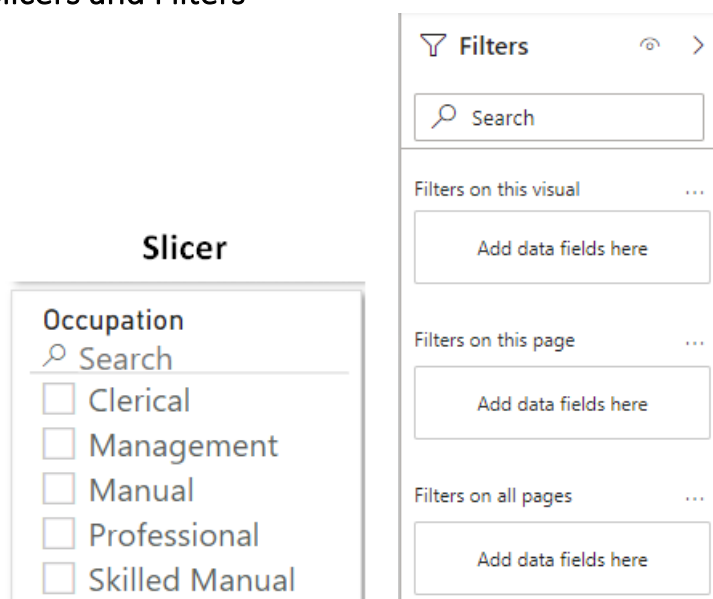 Slicers and Filters
Slicer
Occupation
Search
Clerical
Management
Manual
Professional
Skilled Manual
Filters
Search
Filters on this visual
...
Add data fields here
Filters on this page
...
Add data fields here
Filters on all pages
...
Add data fields here